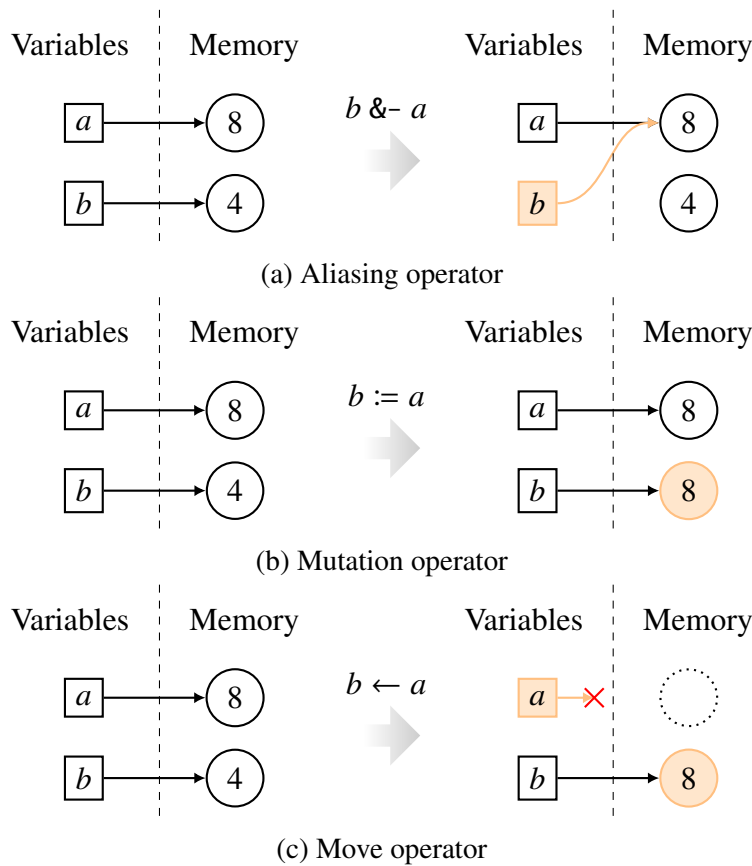 Variables Memory Variables Memory
a 8 b &- a a 8
b 4 b 4
(a) Aliasing operator
Variables Memory Variables Memory
a 8 b := a a 8
b 4 b 8
(b) Mutation operator
Variables Memory Variables Memory
a 8 b ← a a
b 4 b 8
(c) Move operator